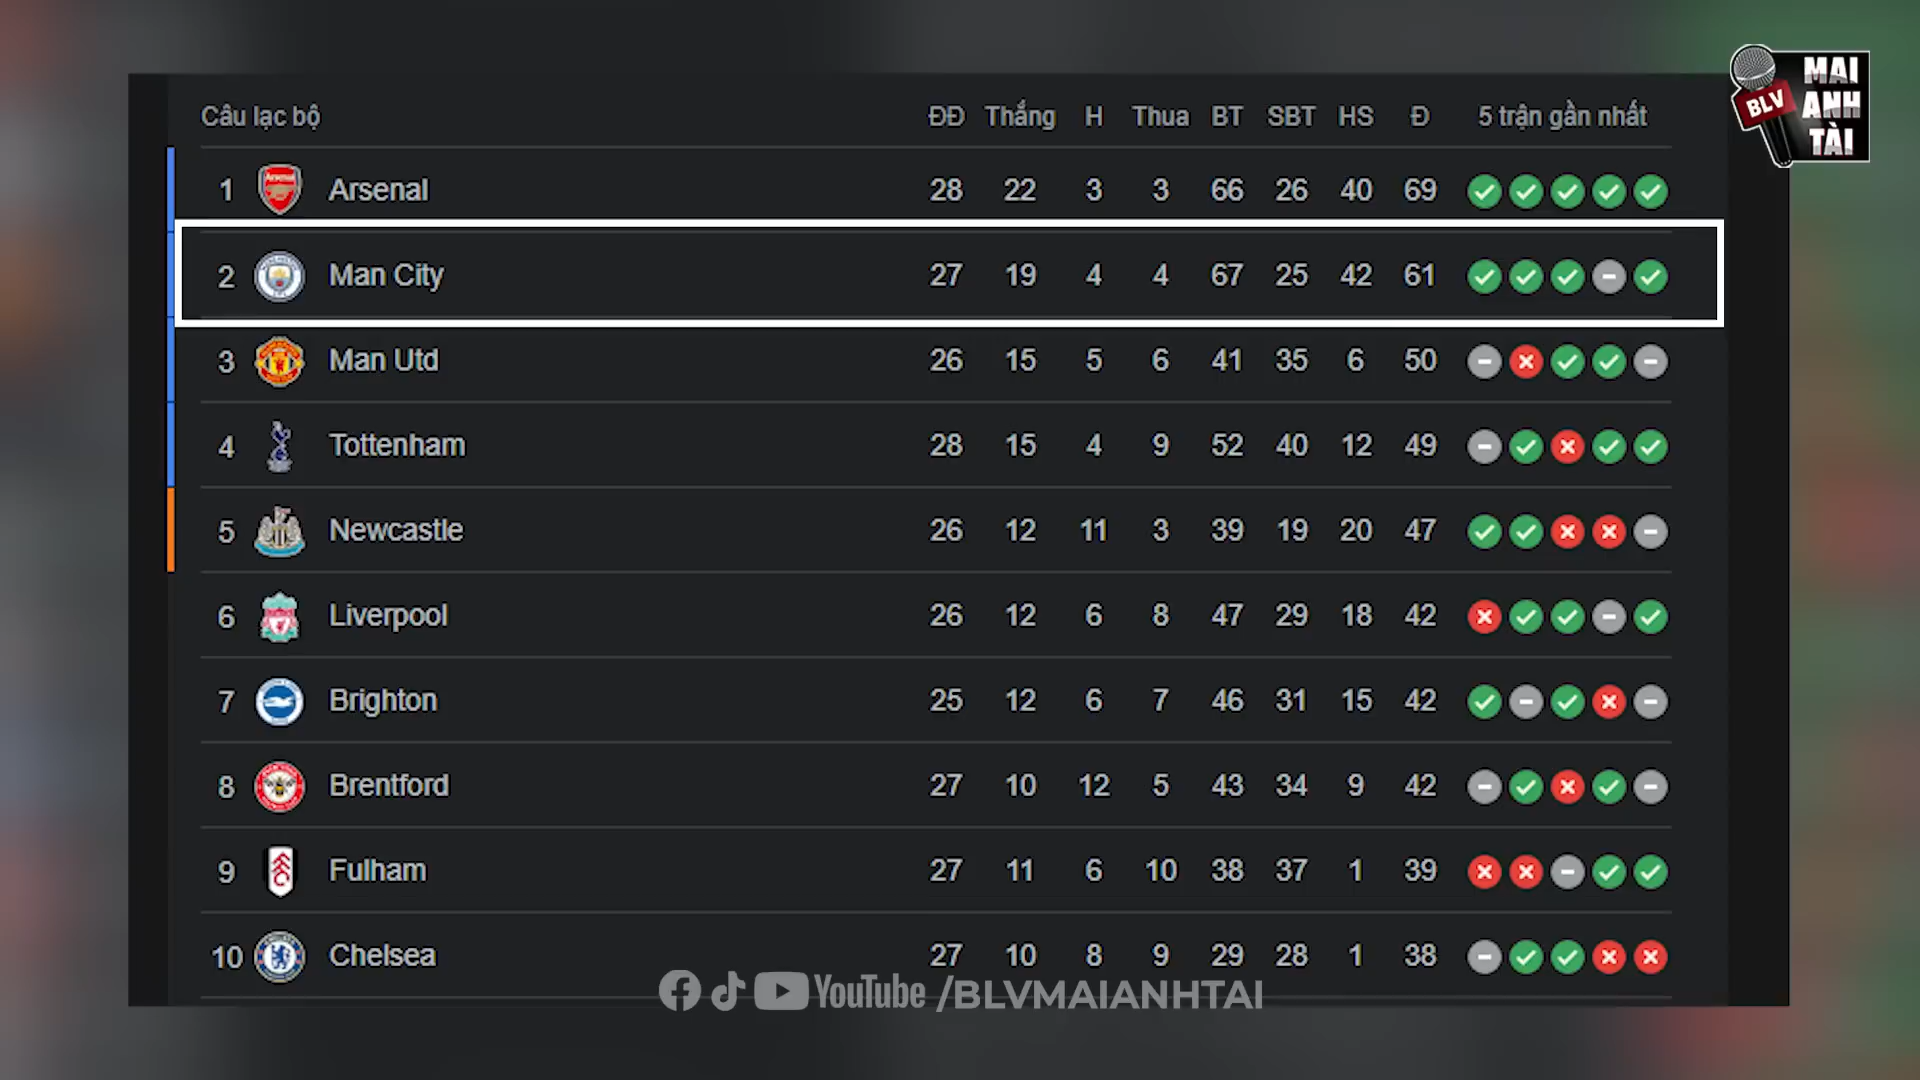 Câu lạc bộ ĐĐ Thắng H Thua BT SBT HS Đ 5 trận gần nhất
1 Arsenal 28 22 3 3 66 26 40 69
2 Man City 27 19 4 4 67 25 42 61
3 Man Utd 26 15 5 6 41 35 6 50
4 Tottenham 28 15 4 9 52 40 12 49
5 Newcastle 26 12 11 3 39 19 20 47
6 Liverpool 26 12 6 8 47 29 18 42
7 Brighton 25 12 6 7 46 31 15 42
8 Brentford 27 10 12 5 43 34 9 42
9 Fulham 27 11 6 10 38 37 1 39
10 Chelsea 27 10 8 9 29 28 1 38
YouTube /BLVMAIANHTAI
BLV
MAI
ANH
TÀI